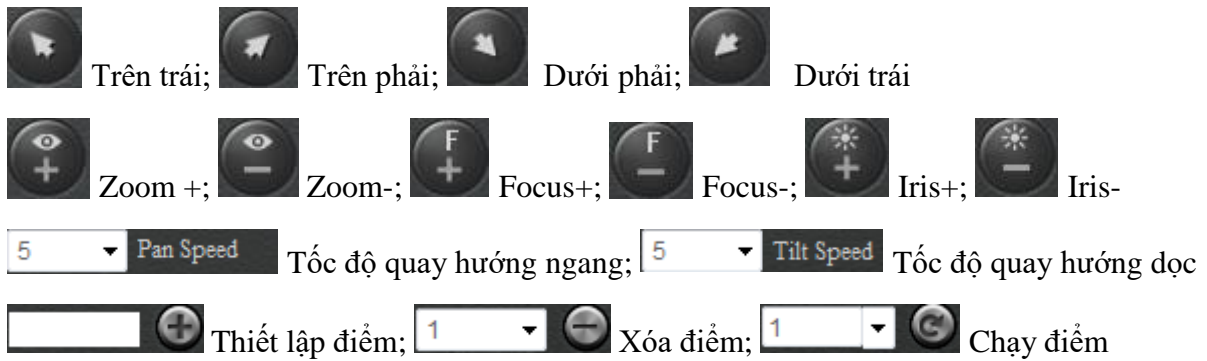 Trên trái; Trên phải; Dưới phải; Dưới trái
+ Zoom +; − Zoom-; F + Focus+; F − Focus-; + Iris+; − Iris-
5 Pan Speed Tốc độ quay hướng ngang; 5 Tilt Speed Tốc độ quay hướng dọc
+ Thiết lập điểm; 1 − Xóa điểm; 1 Chạy điểm